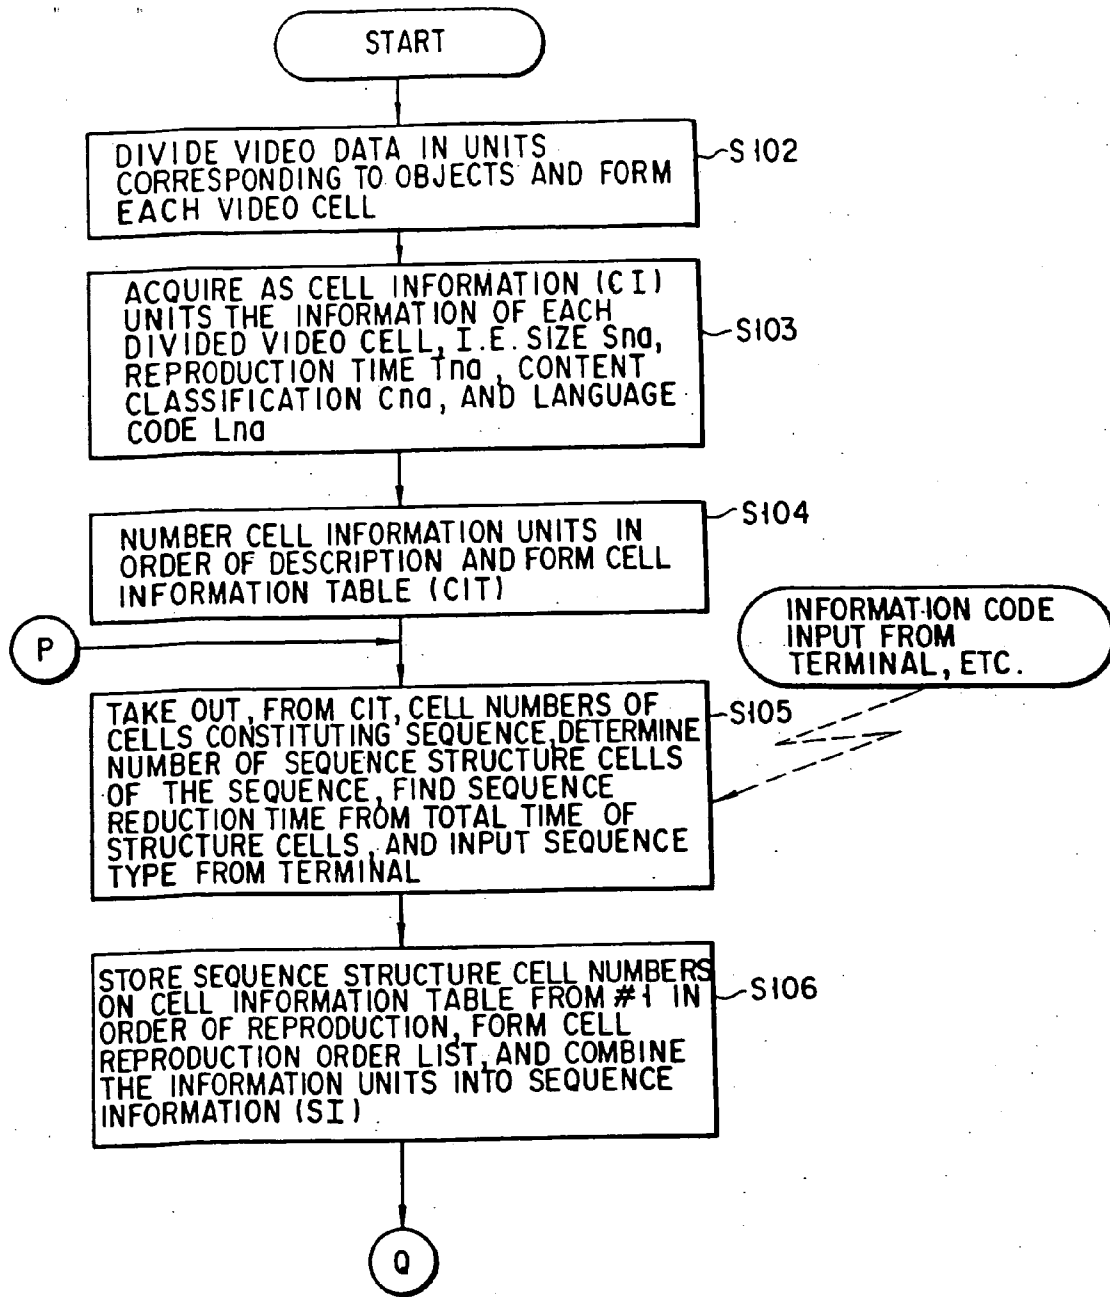 START
DIVIDE VIDEO DATA IN UNITS
CORRESPONDING TO OBJECTS AND FORM
EACH VIDEO CELL
S102
ACQUIRE AS CELL INFORMATION (CI)
UNITS THE INFORMATION OF EACH
DIVIDED VIDEO CELL, I.E. SIZE Sna,
REPRODUCTION TIME Tna, CONTENT
CLASSIFICATION Cna, AND LANGUAGE
CODE Lna
S103
NUMBER CELL INFORMATION UNITS IN
ORDER OF DESCRIPTION AND FORM CELL
INFORMATION TABLE (CIT)
S104
P
INFORMATION CODE
INPUT FROM
TERMINAL, ETC.
TAKE OUT, FROM CIT, CELL NUMBERS OF
CELLS CONSTITUTING SEQUENCE, DETERMINE
NUMBER OF SEQUENCE STRUCTURE CELLS
OF THE SEQUENCE, FIND SEQUENCE
REDUCTION TIME FROM TOTAL TIME OF
STRUCTURE CELLS, AND INPUT SEQUENCE
TYPE FROM TERMINAL
S105
STORE SEQUENCE STRUCTURE CELL NUMBERS
ON CELL INFORMATION TABLE FROM #1 IN
ORDER OF REPRODUCTION, FORM CELL
REPRODUCTION ORDER LIST, AND COMBINE
THE INFORMATION UNITS INTO SEQUENCE
INFORMATION (SI)
S106
Q